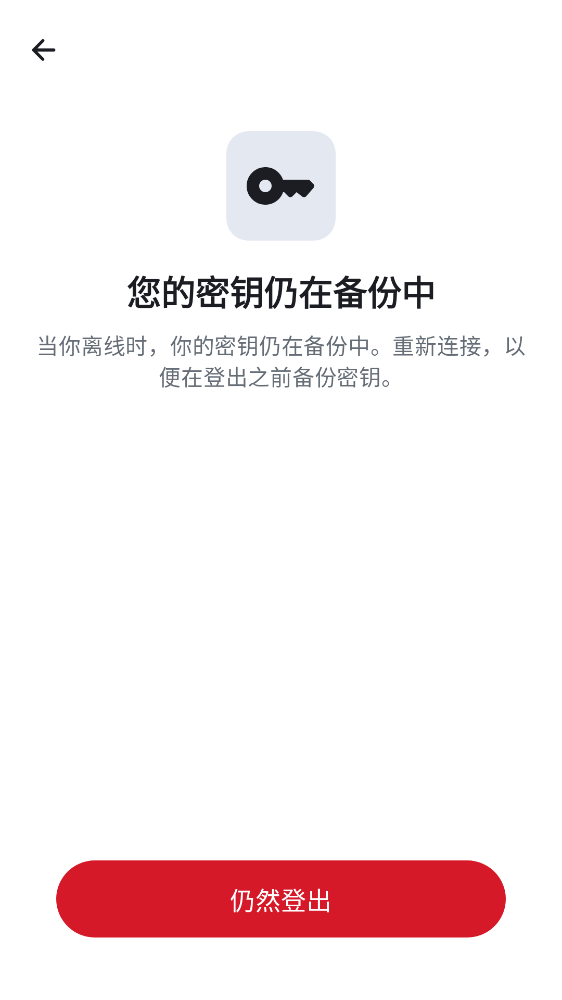 您的密钥仍在备份中
当你离线时，你的密钥仍在备份中。重新连接，以
便在登出之前备份密钥。
仍然登出